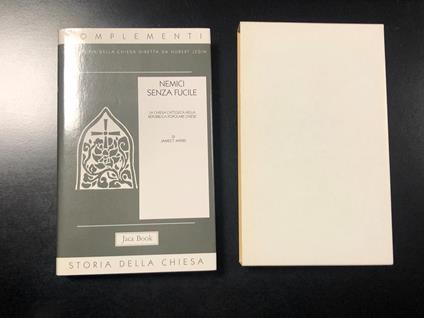 COMPLEMENTI
DELLA CHIESA DIRETTA DA HUBERT JEDIN
NEMICI
SENZA FUCILE
LA CHIESA CATTOLICA NELLA
REPUBBLICA POPOLARE CINESE
DI
JAMES T. MYERS
Jaca Book
STORIA DELLA CHIESA